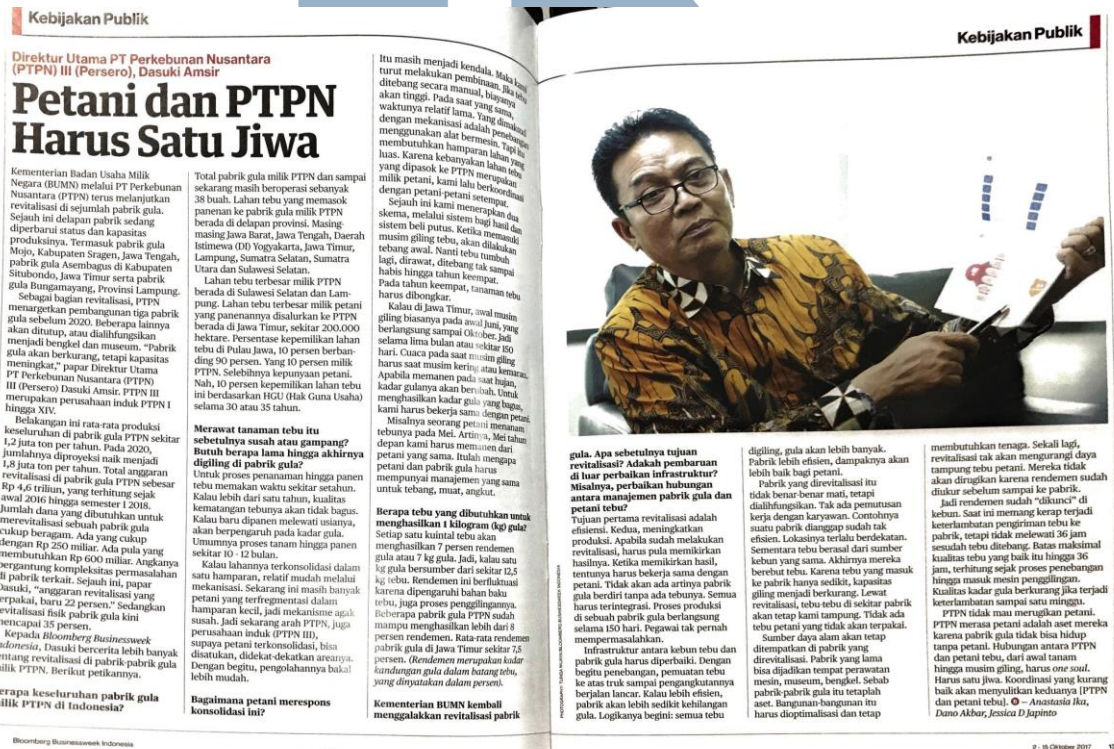 Kebijakan Publik
Direktur Utama PT Perkebunan Nusantara
(PTPN) III (Persero), Dasuki Amsir
Petani dan PTPN
Harus Satu Jiwa
Kementerian Badan Usaha Milik
Negara (BUMN) melalui PT Perkebunan
Nusantara (PTPN) terus melanjutkan
revitalisasi di sejumlah pabrik gula.
Sejauh ini delapan pabrik sedang
diperbarui status dan kapasitas
produksinya. Termasuk pabrik gula
Mojo, Kabupaten Sragen, Jawa Tengah,
pabrik gula Asembagus di Kabupaten
Situbondo, Jawa Timur serta pabrik
gula Bungamayang, Provinsi Lampung.
Sebagai bagian revitalisasi, PTPN
menargetkan pembangunan tiga pabrik
gula sebelum 2020. Beberapa lainnya
akan ditutup, atau dialihfungsikan
menjadi bengkel dan museum. “Pabrik
gula akan berkurang, tetapi kapasitas
meningkat,” papar Direktur Utama
PT Perkebunan Nusantara (PTPN)
III (Persero) Dasuki Amsir. PTPN III
merupakan perusahaan induk PTPN I
hingga XIV.
Belakangan ini rata-rata produksi
keseluruhan di pabrik gula PTPN sekitar
1,2 juta ton per tahun. Pada 2020,
jumlahnya diproyeksi naik menjadi
1,8 juta ton per tahun. Total anggaran
revitalisasi di pabrik gula PTPN sebesar
Rp 4,6 triliun, yang terhitung sejak
awal 2016 hingga semester I 2018.
Jumlah dana yang dibutuhkan untuk
merevitalisasi sebuah pabrik gula
cukup beragam. Ada yang cukup
dengan Rp 250 miliar. Ada pula yang
membutuhkan Rp 600 miliar. Angkanya
bergantung kompleksitas permasalahan
di pabrik terkait. Sejauh ini, papar
Dasuki, “anggaran revitalisasi yang
terpakai, baru 22 persen.” Sedangkan
revitalisasi fisik pabrik gula kini
mencapai 35 persen.
Kepada Bloomberg Businessweek
Indonesia, Dasuki bercerita lebih banyak
tentang revitalisasi di pabrik-pabrik gula
milik PTPN. Berikut petikannya.
erapa keseluruhan pabrik gula
milik PTPN di Indonesia?
Total pabrik gula milik PTPN dan sampai
sekarang masih beroperasi sebanyak
38 buah. Lahan tebu yang memasok
panenan ke pabrik gula milik PTPN
berada di delapan provinsi. Masing-
masing Jawa Barat, Jawa Tengah, Daerah
Istimewa (DI) Yogyakarta, Jawa Timur,
Lampung, Sumatra Selatan, Sumatra
Utara dan Sulawesi Selatan.
Lahan tebu terbesar milik PTPN
berada di Sulawesi Selatan dan Lam-
pung. Lahan tebu terbesar milik petani
yang panenannya disalurkan ke PTPN
berada di Jawa Timur, sekitar 200.000
hektare. Persentase kepemilikan lahan
tebu di Pulau Jawa, 10 persen berban-
ding 90 persen. Yang 10 persen milik
PTPN. Selebihnya kepunyaan petani.
Nah, 10 persen kepemilikan lahan tebu
ini berdasarkan HGU (Hak Guna Usaha)
selama 30 atau 35 tahun.
Merawat tanaman tebu itu
sebetulnya susah atau gampang?
Butuh berapa lama hingga akhirnya
digiling di pabrik gula?
Untuk proses penanaman hingga panen
tebu memakan waktu sekitar setahun.
Kalau lebih dari satu tahun, kualitas
kematangan tebunya akan tidak bagus.
Kalau baru dipanen melewati usianya,
akan berpengaruh pada kadar gula.
Umumnya proses tanam hingga panen
sekitar 10 - 12 bulan.
Kalau lahannya terkonsolidasi dalam
satu hamparan, relatif mudah melalui
mekanisasi. Sekarang ini masih banyak
petani yang terfregmentasi dalam
hamparan kecil, jadi mekanisme agak
susah. Jadi sekarang arah PTPN, juga
perusahaan induk (PTPN III),
supaya petani terkonsolidasi, bisa
disatukan, didekat-dekatkan areanya.
Dengan begitu, pengolahannya bakal
lebih mudah.
Bagaimana petani merespons
konsolidasi ini?
Itu masih menjadi kendala. Maka kami
turut melakukan pembinaan. Jika tebu
ditebang secara manual, biayanya
akan tinggi. Pada saat yang sama,
waktunya relatif lama. Yang dimaksud
dengan mekanisasi adalah penebangan
menggunakan alat bermesin. Tapi itu
membutuhkan hamparan lahan yang
luas. Karena kebanyakan lahan tebu
yang dipasok ke PTPN merupakan
milik petani, kami lalu berkoordinasi
dengan petani-petani setempat.
Sejauh ini kami menerapkan dua
skema, melalui sistem bagi hasil dan
sistem beli putus. Ketika memasuki
musim giling tebu, akan dilakukan
tebang awal. Nanti tebu tumbuh
lagi, dirawat, ditebang tak sampai
habis hingga tahun keempat.
Pada tahun keempat, tanaman tebu
harus dibongkar.
Kalau di Jawa Timur, awal musim
giling biasanya pada awal Juni, yang
berlangsung sampai Oktober. Jadi
selama lima bulan atau sekitar 150
hari. Cuaca pada saat musim giling
harus saat musim kering atau kemarau.
Apabila memanen pada saat hujan,
kadar gulanya akan berubah. Untuk
menghasilkan kadar gula yang bagus,
kami harus bekerja sama dengan petani.
Misalnya seorang petani menanam
tebunya pada Mei. Artinya, Mei tahun
depan kami harus memanen dari
petani yang sama. Itulah mengapa
petani dan pabrik gula harus
mempunyai manajemen yang sama
untuk tebang, muat, angkut.
Berapa tebu yang dibutuhkan untuk
menghasilkan 1 kilogram (kg) gula?
Setiap satu kuintal tebu akan
menghasilkan 7 persen rendemen
gula atau 7 kg gula. Jadi, kalau satu
kg gula bersumber dari sekitar 12,5
kg tebu. Rendemen ini berfluktuasi
karena dipengaruhi bahan baku
tebu, juga proses penggilingannya.
Beberapa pabrik gula PTPN sudah
mampu menghasilkan lebih dari 8
persen rendemen. Rata-rata rendemen
pabrik gula di Jawa Timur sekitar 7,5
persen. (Rendemen merupakan kadar
kandungan gula dalam batang tebu,
yang dinyatakan dalam persen).
Kementerian BUMN kembali
menggalakkan revitalisasi pabrik
Bloomberg Businessweek Indonesia
Kebijakan Publik
gula. Apa sebetulnya tujuan
revitalisasi? Adakah pembaruan
di luar perbaikan infrastruktur?
Misalnya, perbaikan hubungan
antara manajemen pabrik gula dan
petani tebu?
Tujuan pertama revitalisasi adalah
efisiensi. Kedua, meningkatkan
produksi. Apabila sudah melakukan
revitalisasi, harus pula memikirkan
hasilnya. Ketika memikirkan hasil,
tentunya harus bekerja sama dengan
petani. Tidak akan ada artinya pabrik
gula berdiri tanpa ada tebunya. Semua
harus terintegrasi. Proses produksi
di sebuah pabrik gula berlangsung
selama 150 hari. Pegawai tak pernah
mempermasalahkan.
Infrastruktur antara kebun tebu dan
pabrik gula harus diperbaiki. Dengan
begitu penebangan, pemuatan tebu
ke atas truk sampai pengangkutannya
berjalan lancar. Kalau lebih efisien,
pabrik akan lebih sedikit kehilangan
gula. Logikanya begini: semua tebu
digiling, gula akan lebih banyak.
Pabrik lebih efisien, dampaknya akan
lebih baik bagi petani.
Pabrik yang direvitalisasi itu
tidak benar-benar mati, tetapi
dialihfungsikan. Tak ada pemutusan
kerja dengan karyawan. Contohnya
suatu pabrik dianggap sudah tak
efisien. Lokasinya terlalu berdekatan.
Sementara tebu berasal dari sumber
kebun yang sama. Akhirnya mereka
berebut tebu. Karena tebu yang masuk
ke pabrik hanya sedikit, kapasitas
giling menjadi berkurang. Lewat
revitalisasi, tebu-tebu di sekitar pabrik
akan tetap kami tampung. Tidak ada
tebu petani yang tidak akan terpakai.
Sumber daya alam akan tetap
ditempatkan di pabrik yang
direvitalisasi. Pabrik yang lama
bisa dijadikan tempat perawatan
mesin, museum, bengkel. Sebab
pabrik-pabrik gula itu tetaplah
aset. Bangunan-bangunan itu
harus dioptimalisasi dan tetap
membutuhkan tenaga. Sekali lagi,
revitalisasi tak akan mengurangi daya
tampung tebu petani. Mereka tidak
akan dirugikan karena rendemen sudah
diukur sebelum sampai ke pabrik.
Jadi rendemen sudah “dikunci” di
kebun. Saat ini memang kerap terjadi
keterlambatan pengiriman tebu ke
pabrik, tetapi tidak melewati 36 jam
sesudah tebu ditebang. Batas maksimal
kualitas tebu yang baik itu hingga 36
jam, terhitung sejak proses penebangan
hingga masuk mesin penggilingan.
Kualitas kadar gula berkurang jika terjadi
keterlambatan sampai satu minggu.
PTPN tidak mau merugikan petani.
PTPN merasa petani adalah aset mereka
karena pabrik gula tidak bisa hidup
tanpa petani. Hubungan antara PTPN
dan petani tebu, dari awal tanam
hingga musim giling, harus one soul.
Harus satu jiwa. Koordinasi yang kurang
baik akan menyulitkan keduanya [PTPN
dan petani tebu]. – Anastasia Ika,
Dano Akbar, Jessica D Japinto
9 - 15 Oktober 2017